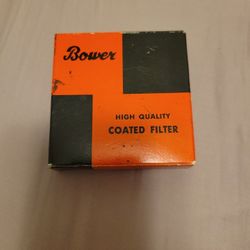 Bower
HIGH QUALITY
COATED FILTER